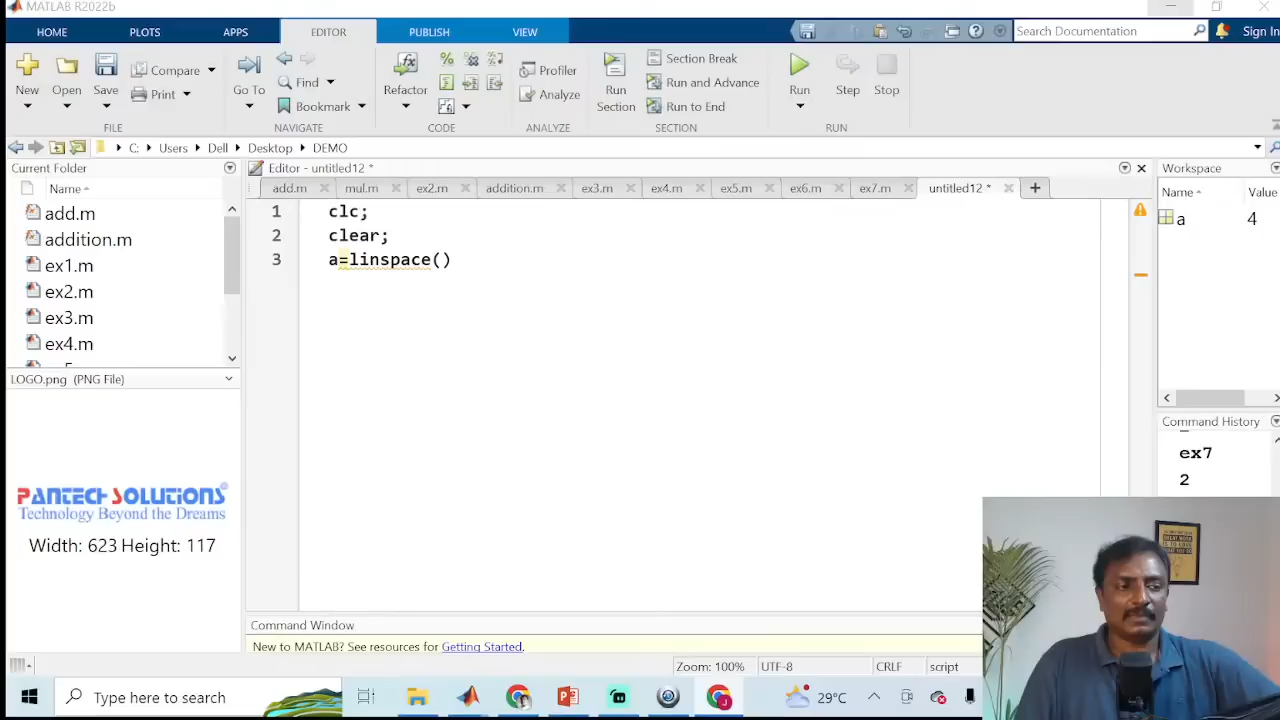 MATLAB R2022b
HOME PLOTS APPS EDITOR PUBLISH VIEW
Search Documentation
Sign In
New Open Save Compare Print
Go To Find Bookmark
Refactor
Profiler Analyze
Run Section
Section Break
Run and Advance
Run to End
Run Step Stop
FILE NAVIGATE CODE ANALYZE SECTION RUN
C: Users Dell Desktop DEMO
Current Folder
Name
add.m
addition.m
ex1.m
ex2.m
ex3.m
ex4.m
LOGO.png (PNG File)
PANTECH SOLUTIONS
Technology Beyond the Dreams
Width: 623 Height: 117
Editor - untitled12 *
add.m mul.m ex2.m addition.m ex3.m ex4.m ex5.m ex6.m ex7.m untitled12 *
1 clc;
2 clear;
3 a=linspace()
Command Window
New to MATLAB? See resources for Getting Started.
Zoom: 100% UTF-8 CRLF script
Workspace
Name Value
a 4
Command History
ex7
2
Type here to search
29°C